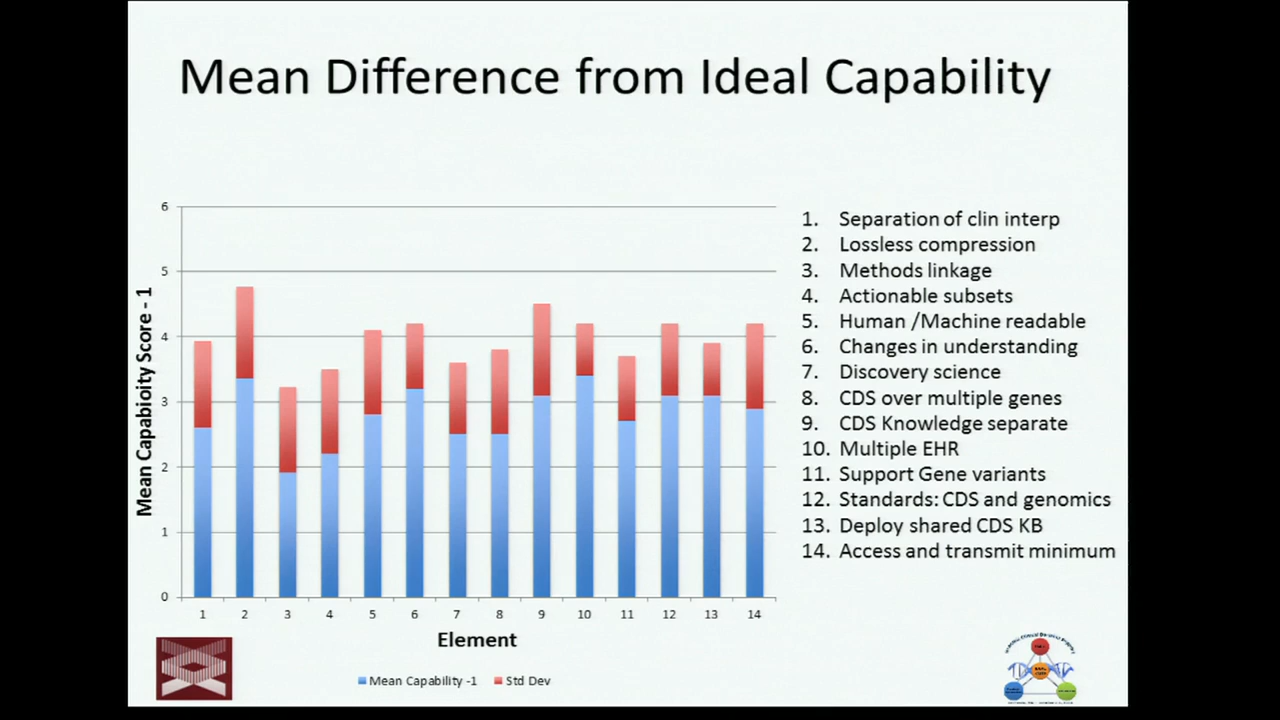 Mean Difference from Ideal Capability
6
5
4
3
2
1
0
Mean Capabioity Score - 1
1 2 3 4 5 6 7 8 9 10 11 12 13 14
Element
Mean Capability -1 Std Dev
1. Separation of clin interp
2. Lossless compression
3. Methods linkage
4. Actionable subsets
5. Human /Machine readable
6. Changes in understanding
7. Discovery science
8. CDS over multiple genes
9. CDS Knowledge separate
10. Multiple EHR
11. Support Gene variants
12. Standards: CDS and genomics
13. Deploy shared CDS KB
14. Access and transmit minimum